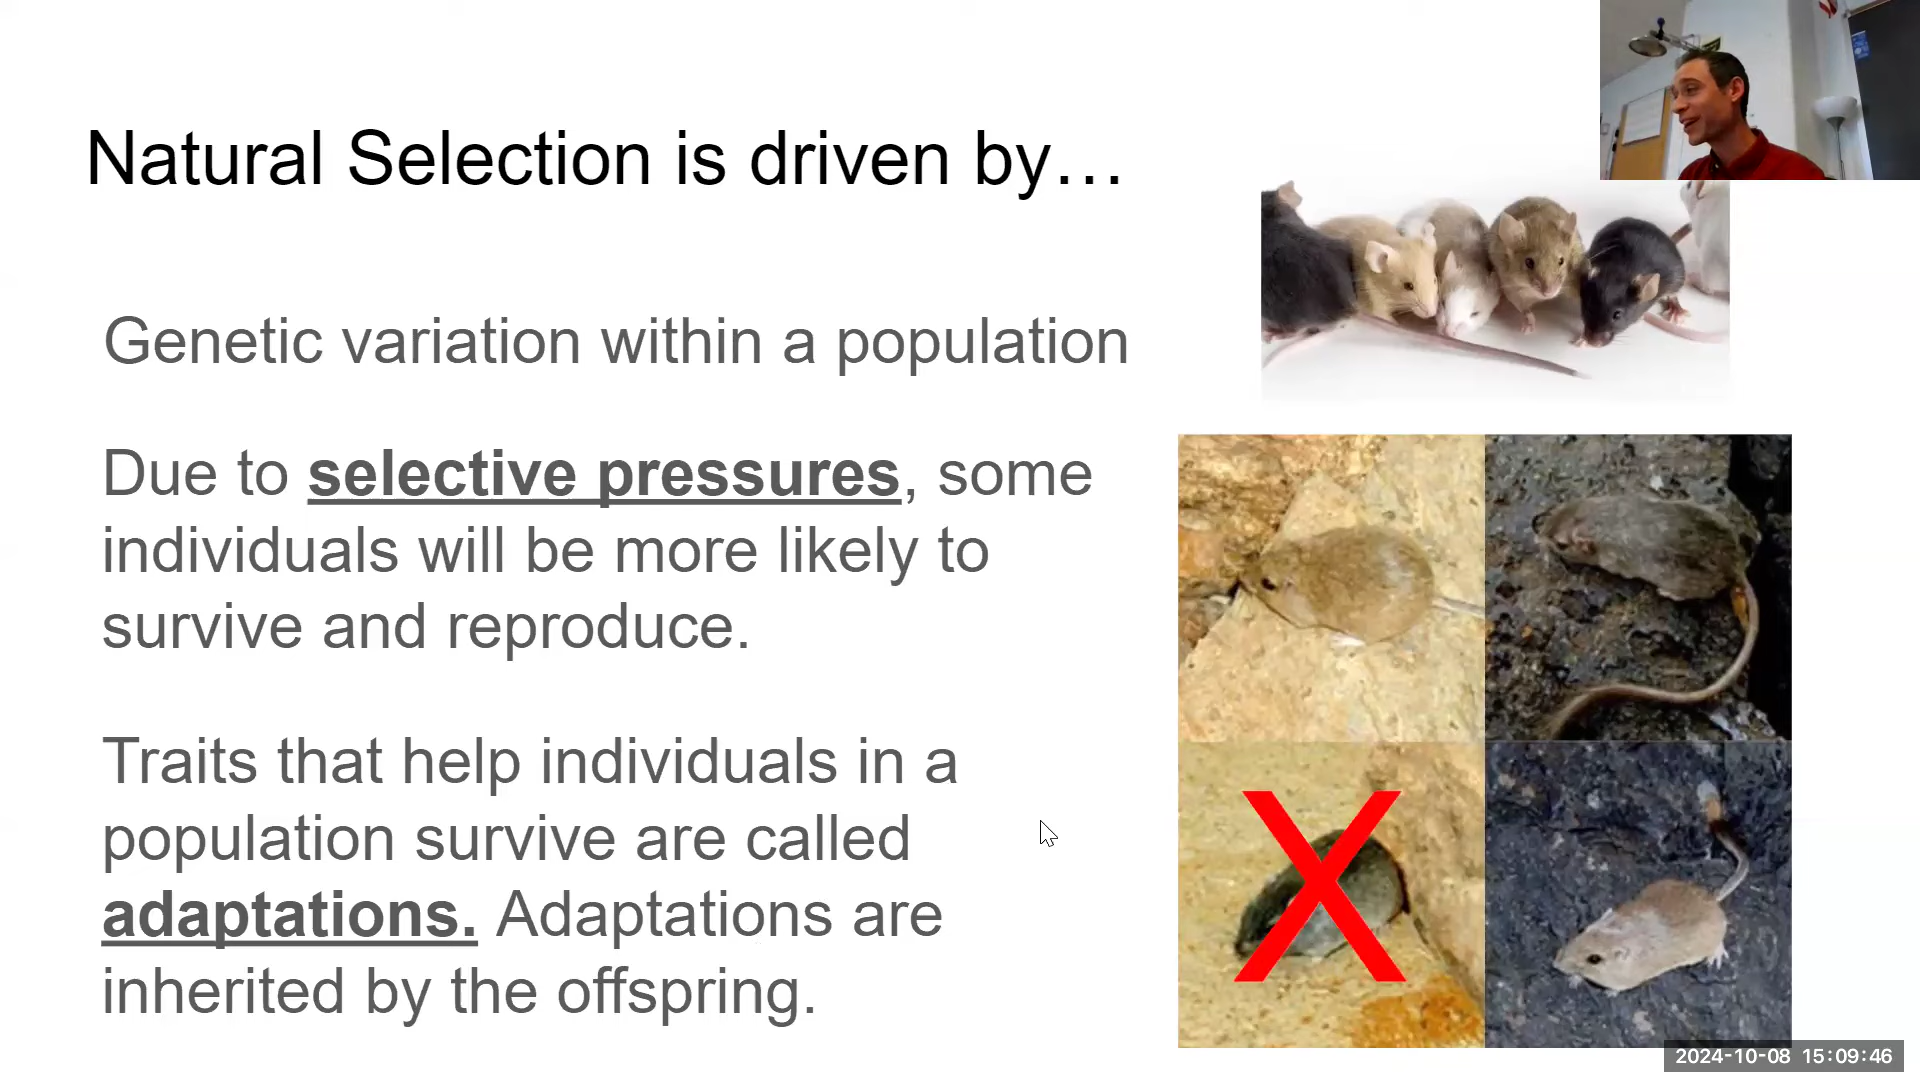 Natural Selection is driven by…
Genetic variation within a population
Due to selective pressures, some
individuals will be more likely to
survive and reproduce.
Traits that help individuals in a
population survive are called
adaptations. Adaptations are
inherited by the offspring.
X
2024-10-08 15:09:46